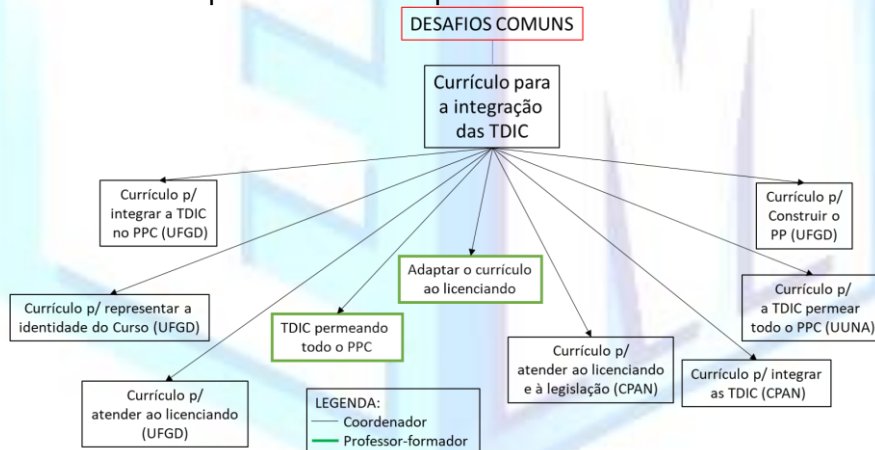 DESAFIOS COMUNS
Currículo para
a integração
das TDIC
Currículo p/
integrar a TDIC
no PPC (UFGD)
Currículo p/
Construir o
PP (UFGD)
Adaptar o currículo
ao licenciando
Currículo p/ representar a
identidade do Curso (UFGD)
TDIC permeando
todo o PPC
Currículo p/
a TDIC permear
todo o PPC (UUNA)
Currículo p/
atender ao licenciando
e à legislação (CPAN)
Currículo p/ integrar
as TDIC (CPAN)
Currículo p/
atender ao licenciando
(UFGD)
LEGENDA:
Coordenador
Professor-formador